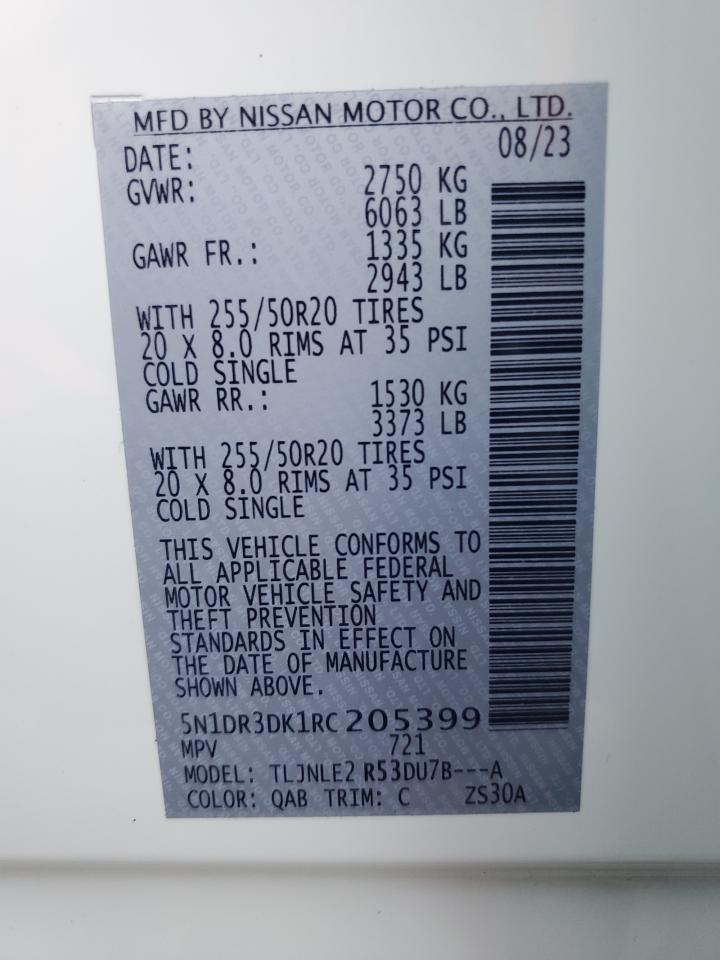 MFD BY NISSAN MOTOR CO., LTD.
DATE: 08/23
GVWR: 2750 KG
6063 LB
GAWR FR.: 1335 KG
2943 LB
WITH 255/50R20 TIRES
20 X 8.0 RIMS AT 35 PSI
COLD SINGLE
GAWR RR.: 1530 KG
3373 LB
WITH 255/50R20 TIRES
20 X 8.0 RIMS AT 35 PSI
COLD SINGLE
THIS VEHICLE CONFORMS TO
ALL APPLICABLE FEDERAL
MOTOR VEHICLE SAFETY AND
THEFT PREVENTION
STANDARDS IN EFFECT ON
THE DATE OF MANUFACTURE
SHOWN ABOVE.
5N1DR3DK1RC205399
MPV 721
MODEL: TLJNLE2 R53DU7B---A
COLOR: QAB TRIM: C ZS30A